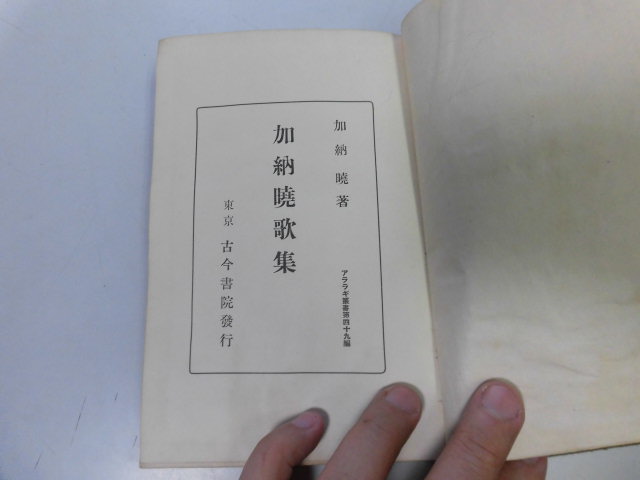 加納曉著
アララギ叢書第四十九編
加納曉歌集
東京 古今書院發行